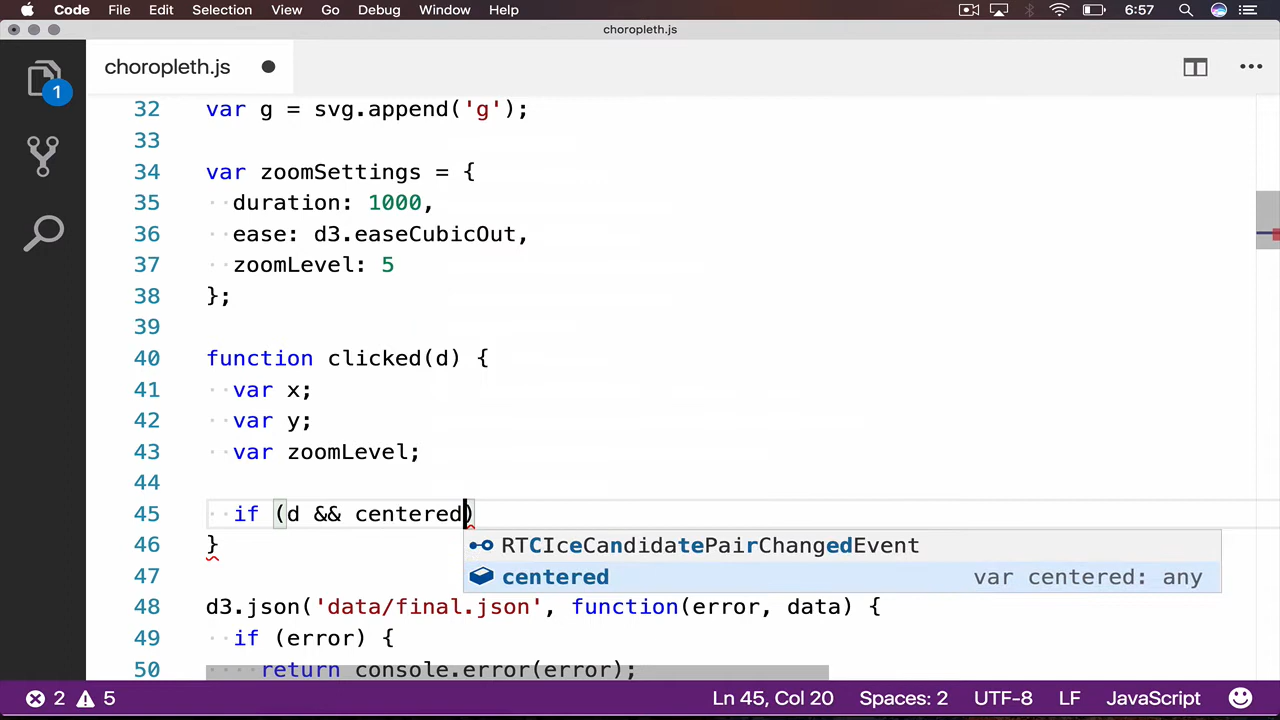 Code File Edit Selection View Go Debug Window Help 6:57
choropleth.js
choropleth.js
1
32 var g = svg.append('g');
33
34 var zoomSettings = {
35 duration: 1000,
36 ease: d3.easeCubicOut,
37 zoomLevel: 5
38 };
39
40 function clicked(d) {
41 var x;
42 var y;
43 var zoomLevel;
44
45 if (d && centered)
46 }
RTCIceCandidatePairChangedEvent
47
centered var centered: any
48 d3.json('data/final.json', function(error, data) {
49 if (error) {
50 return console.error(error);
2 5 Ln 45, Col 20 Spaces: 2 UTF-8 LF JavaScript